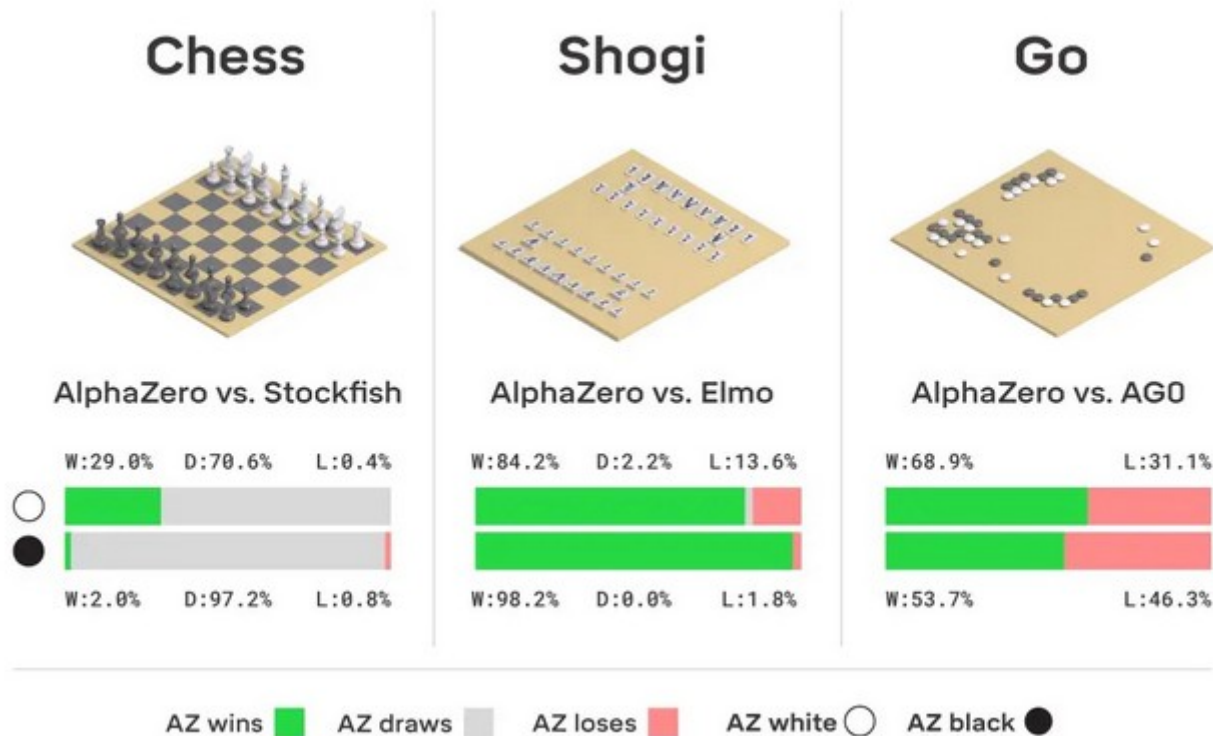 Chess
AlphaZero vs. Stockfish
W:29.0% D:70.6% L:0.4%
W:2.0% D:97.2% L:0.8%
Shogi
AlphaZero vs. Elmo
W:84.2% D:2.2% L:13.6%
W:98.2% D:0.0% L:1.8%
Go
AlphaZero vs. AG0
W:68.9% L:31.1%
W:53.7% L:46.3%
AZ wins AZ draws AZ loses AZ white AZ black